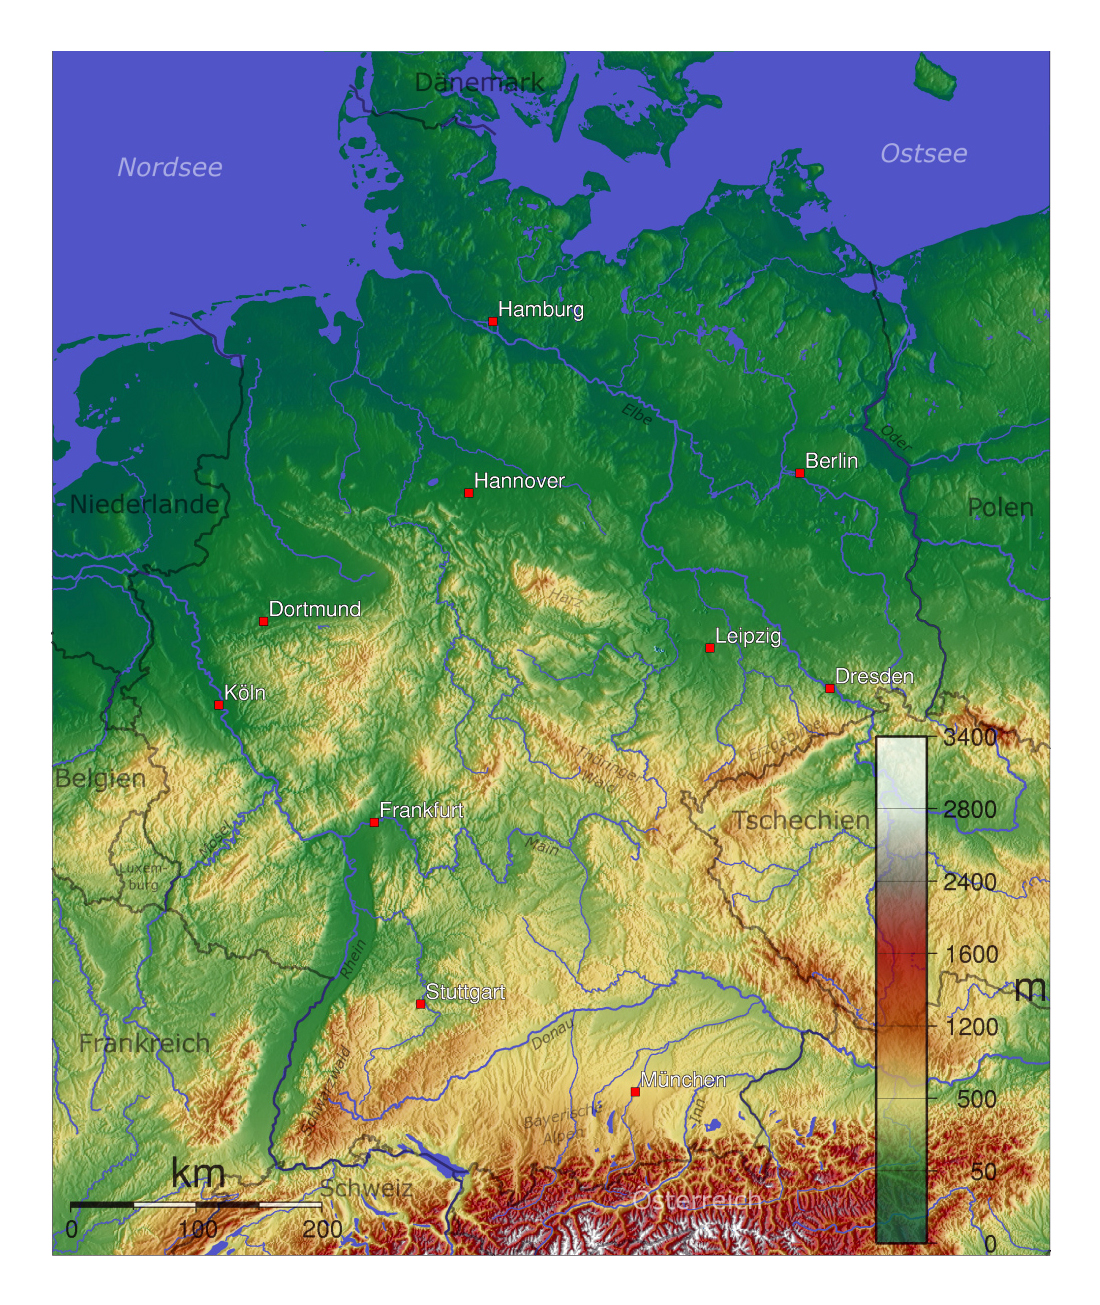 Dänemark
Nordsee
Ostsee
Hamburg
Elbe
Oder
Berlin
Hannover
Niederlande
Polen
Harz
Dortmund
Leipzig
Dresden
Köln
3400
Erzgebirge
Thüringer
Wald
Belgien
2800
Frankfurt
Tschechien
Mosel
Main
Luxem-
burg
2400
Rhein
1600
Stuttgart
m
1200
Donau
Frankreich
Schwarzwald
München
500
Inn
Bayerische
Alpen
50
km
Schweiz
Österreich
0
100
200
0